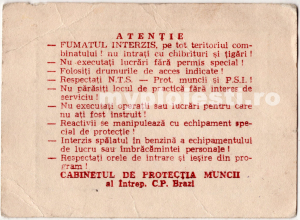 ATENȚIE
— FUMATUL INTERZIS, pe tot teritoriul com-
binatului! nu intrați cu chibrituri și țigări!
— Nu executați lucrări fără permis special!
— Folosiți drumurile de acces indicate!
— Respectați N.T.S. — Prot. muncii și P.S.I.!
— Nu părăsiți locul de practică fără interes de
serviciu!
— Nu executați operații sau lucrări pentru care
nu ați fost instruit!
— Reactivii se manipulează cu echipament spe-
cial de protecție!
— Interzis spălatul în benzină a echipamentului
de lucru sau îmbrăcămintei personale!
— Respectați orele de intrare și ieșire din pro-
gram!
CABINETUL DE PROTECȚIA MUNCII
al Intrep. C.P. Brazi